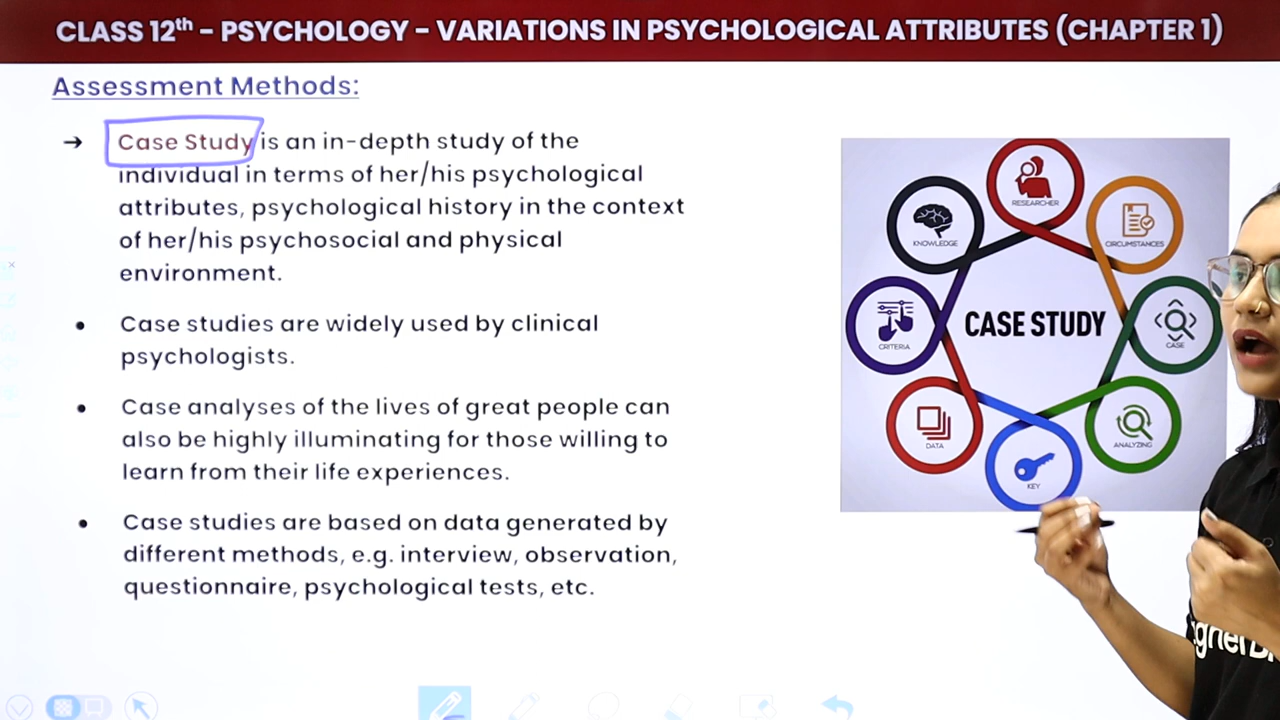 CLASS 12th – PSYCHOLOGY – VARIATIONS IN PSYCHOLOGICAL ATTRIBUTES (CHAPTER 1)
Assessment Methods:
→ Case Study is an in-depth study of the
individual in terms of her/his psychological
attributes, psychological history in the context
of her/his psychosocial and physical
environment.
• Case studies are widely used by clinical
psychologists.
• Case analyses of the lives of great people can
also be highly illuminating for those willing to
learn from their life experiences.
• Case studies are based on data generated by
different methods, e.g. interview, observation,
questionnaire, psychological tests, etc.
RESEARCHER
KNOWLEDGE
CIRCUMSTANCES
CRITERIA
CASE STUDY
CASE
DATA
ANALYZING
KEY